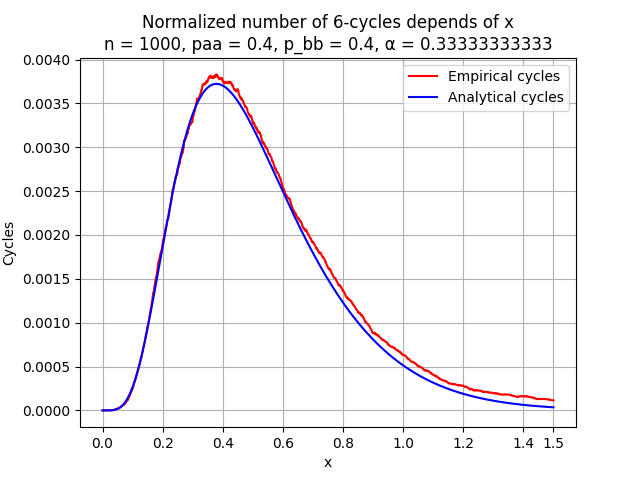 Normalized number of 6-cycles depends of x
n = 1000, paa = 0.4, p_bb = 0.4, α = 0.33333333333
Empirical cycles
Analytical cycles
Cycles
0.0040
0.0035
0.0030
0.0025
0.0020
0.0015
0.0010
0.0005
0.0000
0.0 0.2 0.4 0.6 0.8 1.0 1.2 1.4 1.5
x